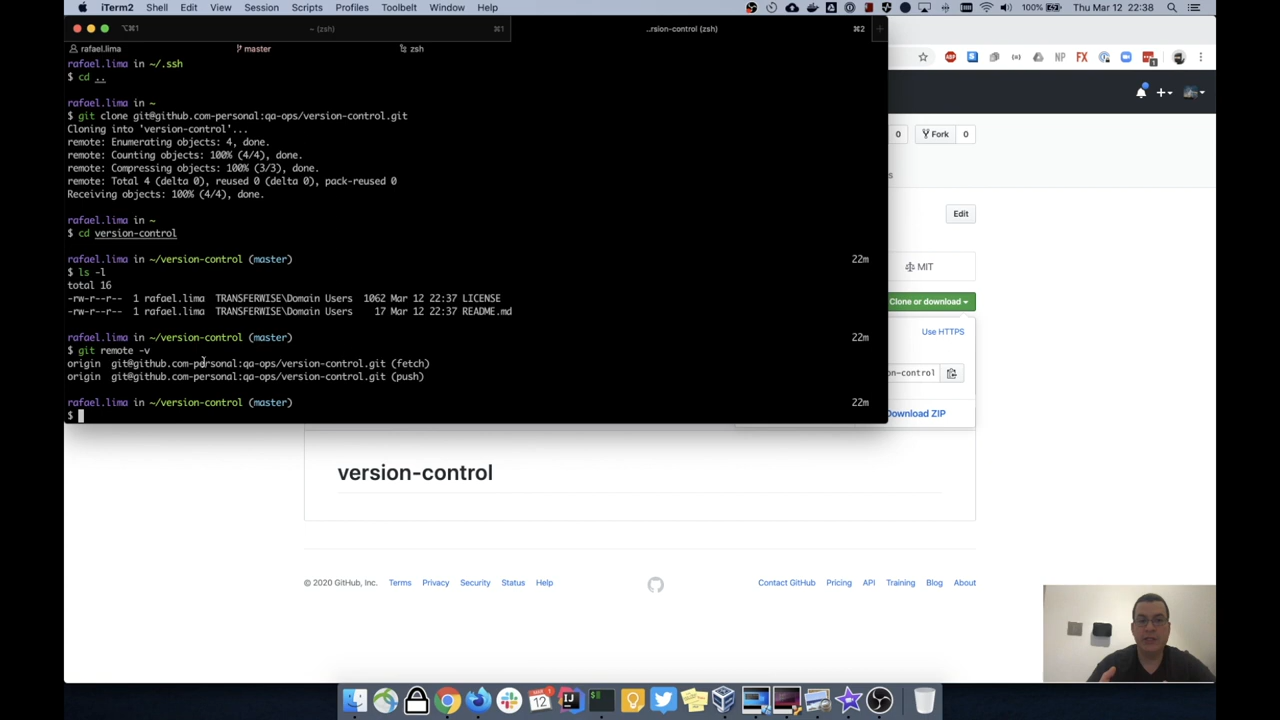 iTerm2 Shell Edit View Session Scripts Profiles Toolbelt Window Help 100% Thu Mar 12 22:38
⌥⌘1 ~ (zsh) ⌘1 ..rsion-control (zsh) ⌘2
rafael.lima master zsh
rafael.lima in ~/.ssh
$ cd ..
rafael.lima in ~
$ git clone git@github.com-personal:qa-ops/version-control.git
Cloning into 'version-control'...
remote: Enumerating objects: 4, done.
remote: Counting objects: 100% (4/4), done.
remote: Compressing objects: 100% (3/3), done.
remote: Total 4 (delta 0), reused 0 (delta 0), pack-reused 0
Receiving objects: 100% (4/4), done.
rafael.lima in ~
$ cd version-control
rafael.lima in ~/version-control (master) 22m
$ ls -l
total 16
-rw-r--r-- 1 rafael.lima TRANSFERWISE\Domain Users 1062 Mar 12 22:37 LICENSE
-rw-r--r-- 1 rafael.lima TRANSFERWISE\Domain Users 17 Mar 12 22:37 README.md
rafael.lima in ~/version-control (master) 22m
$ git remote -v
origin git@github.com-personal:qa-ops/version-control.git (fetch)
origin git@github.com-personal:qa-ops/version-control.git (push)
rafael.lima in ~/version-control (master) 22m
$
NP FX
0 Fork 0
s
Edit
MIT
Clone or download
Use HTTPS
on-control
Download ZIP
version-control
© 2020 GitHub, Inc. Terms Privacy Security Status Help Contact GitHub Pricing API Training Blog About
12